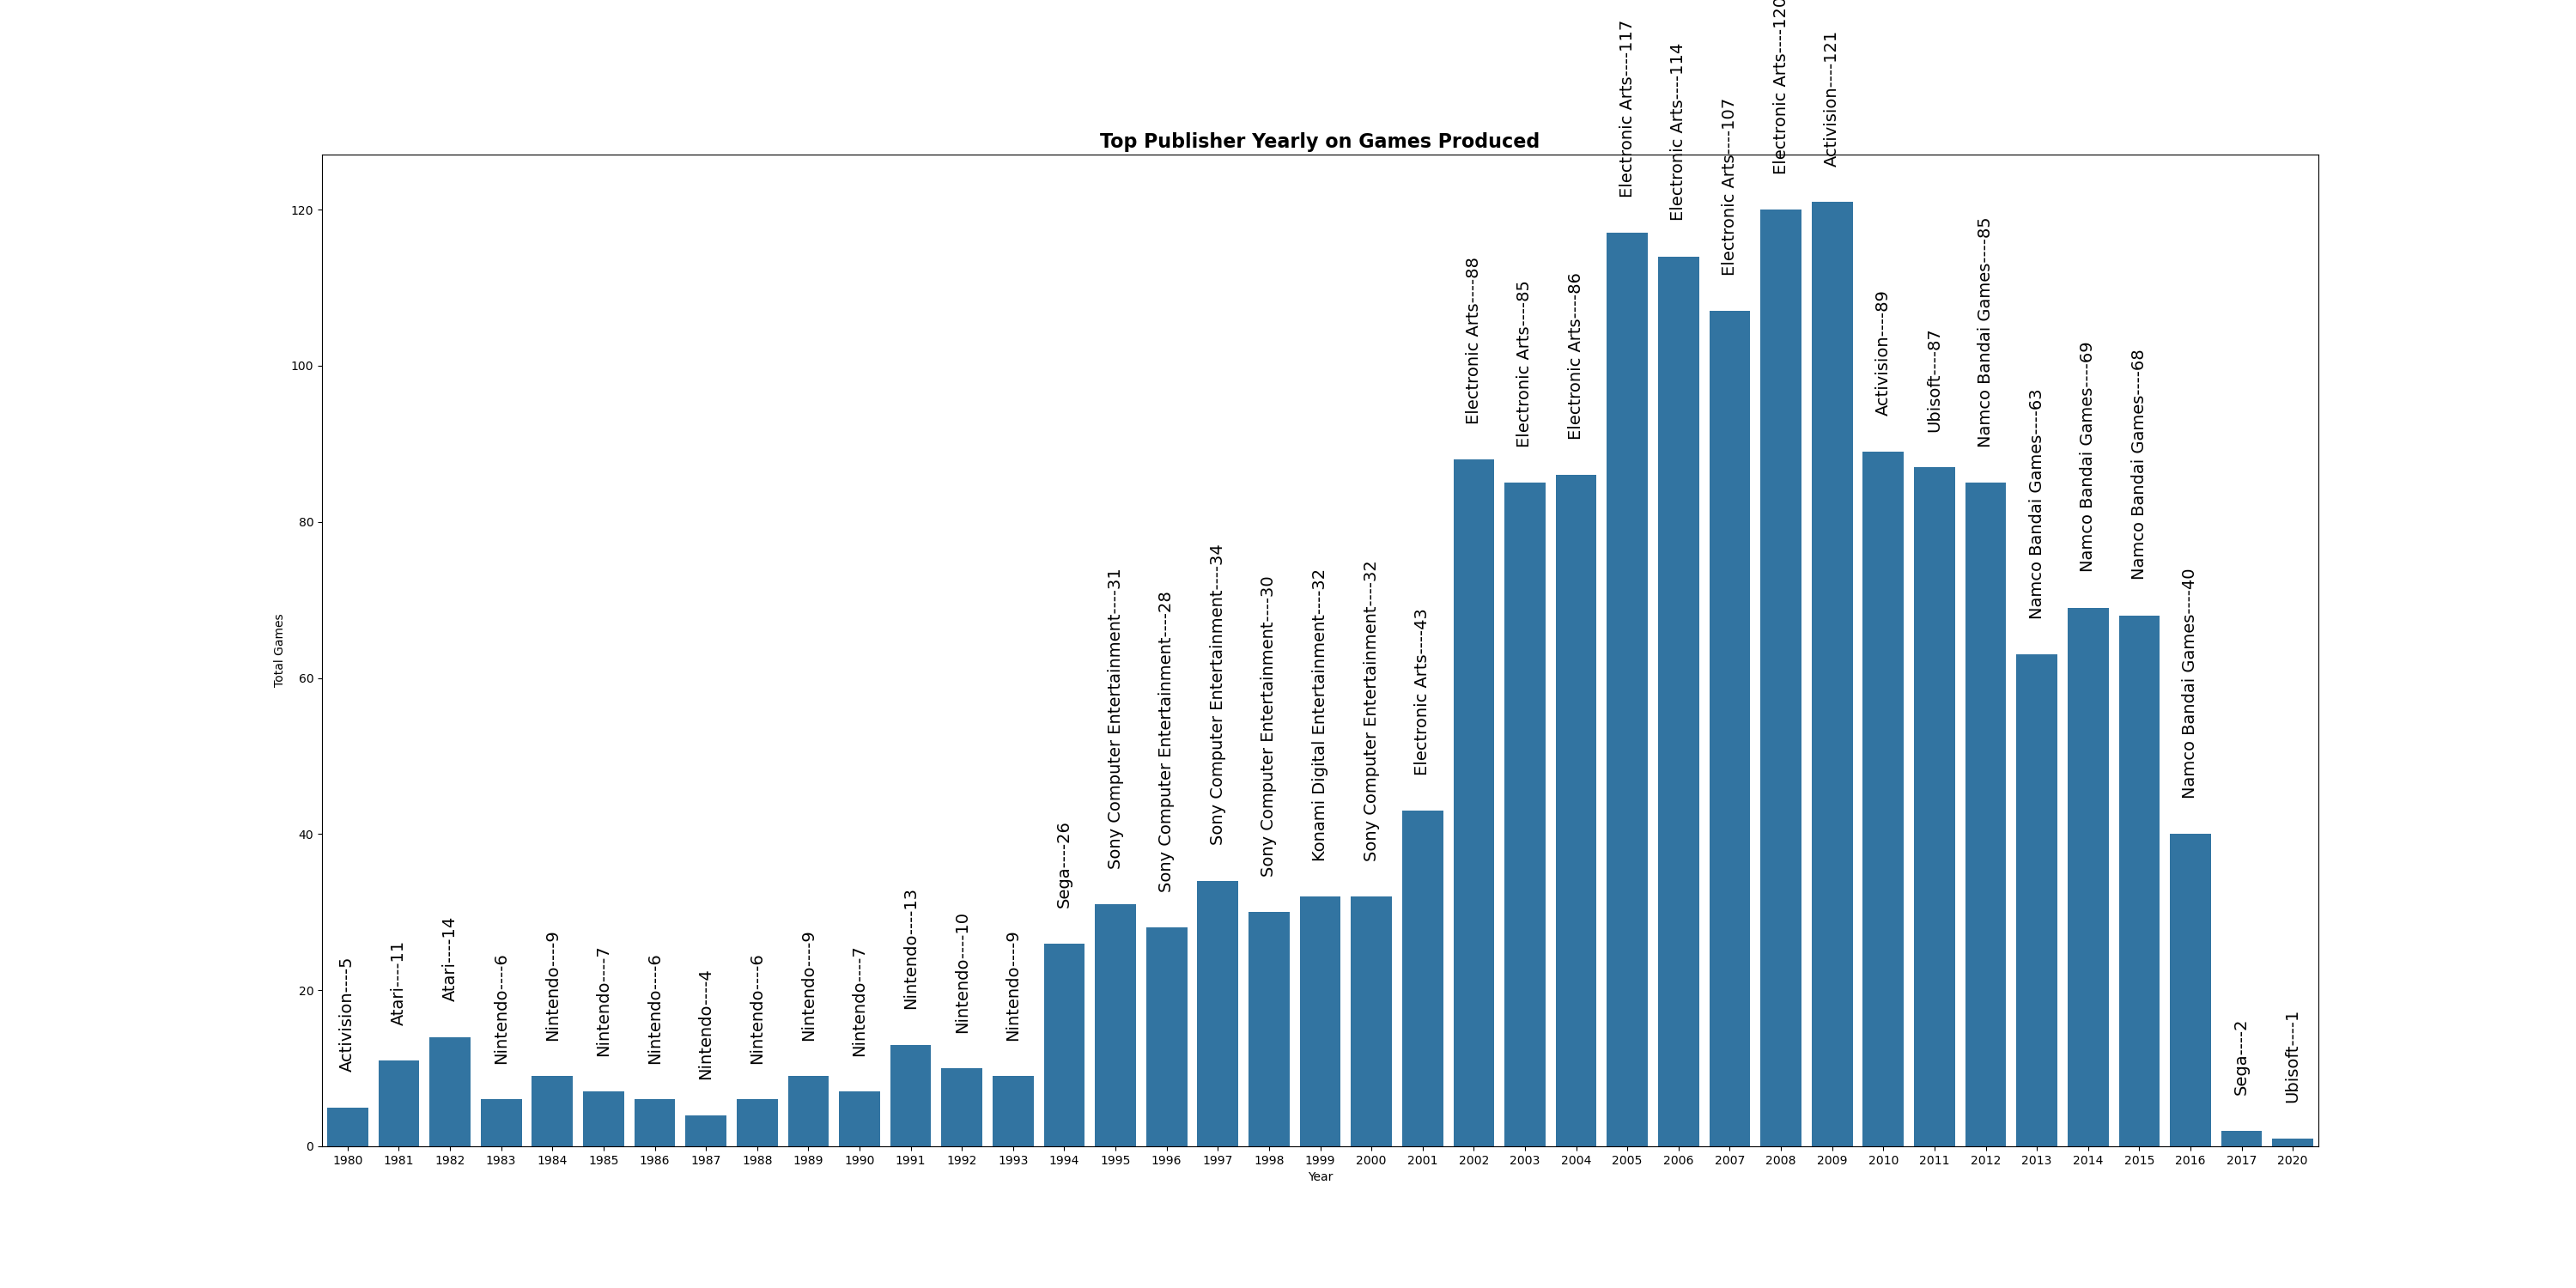 Top Publisher Yearly on Games Produced
Total Games
120
100
80
60
40
20
0
Activision----5
Atari----11
Atari----14
Nintendo----6
Nintendo----9
Nintendo----7
Nintendo----6
Nintendo----4
Nintendo----6
Nintendo----9
Nintendo----7
Nintendo----13
Nintendo----10
Nintendo----9
Sega----26
Sony Computer Entertainment----31
Sony Computer Entertainment----28
Sony Computer Entertainment----34
Sony Computer Entertainment----30
Konami Digital Entertainment----32
Sony Computer Entertainment----32
Electronic Arts----43
Electronic Arts----88
Electronic Arts----85
Electronic Arts----86
Electronic Arts----117
Electronic Arts----114
Electronic Arts----107
Electronic Arts----120
Activision----121
Activision----89
Ubisoft----87
Namco Bandai Games----85
Namco Bandai Games----63
Namco Bandai Games----69
Namco Bandai Games----68
Namco Bandai Games----40
Sega----2
Ubisoft----1
1980 1981 1982 1983 1984 1985 1986 1987 1988 1989 1990 1991 1992 1993 1994 1995 1996 1997 1998 1999 2000 2001 2002 2003 2004 2005 2006 2007 2008 2009 2010 2011 2012 2013 2014 2015 2016 2017 2020
Year